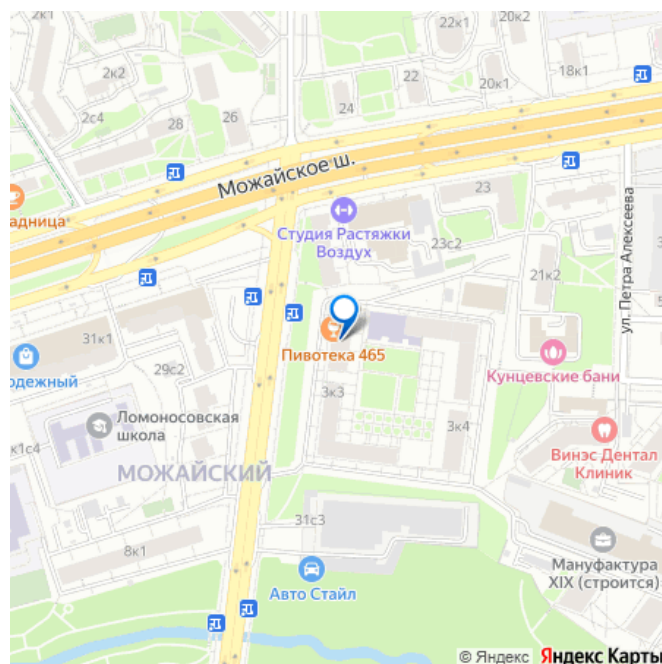 22к1
20к2
2к2
22
20к1
18к1
2с4
24
26
28
Можайское ш.
адница
23
Студия Растяжки
Воздух
23с2
ул. Петра Алексеева
21к2
31к1
одежный
29с2
Пивотека 465
Кунцевские бани
3к3
3к4
Ломоносовская
школа
к1с4
МОЖАЙСКИЙ
Винэс Дентал
Клиник
31с3
8к1
Авто Стайл
Мануфактура
XIX (строится)
© Яндекс Яндекс Карты